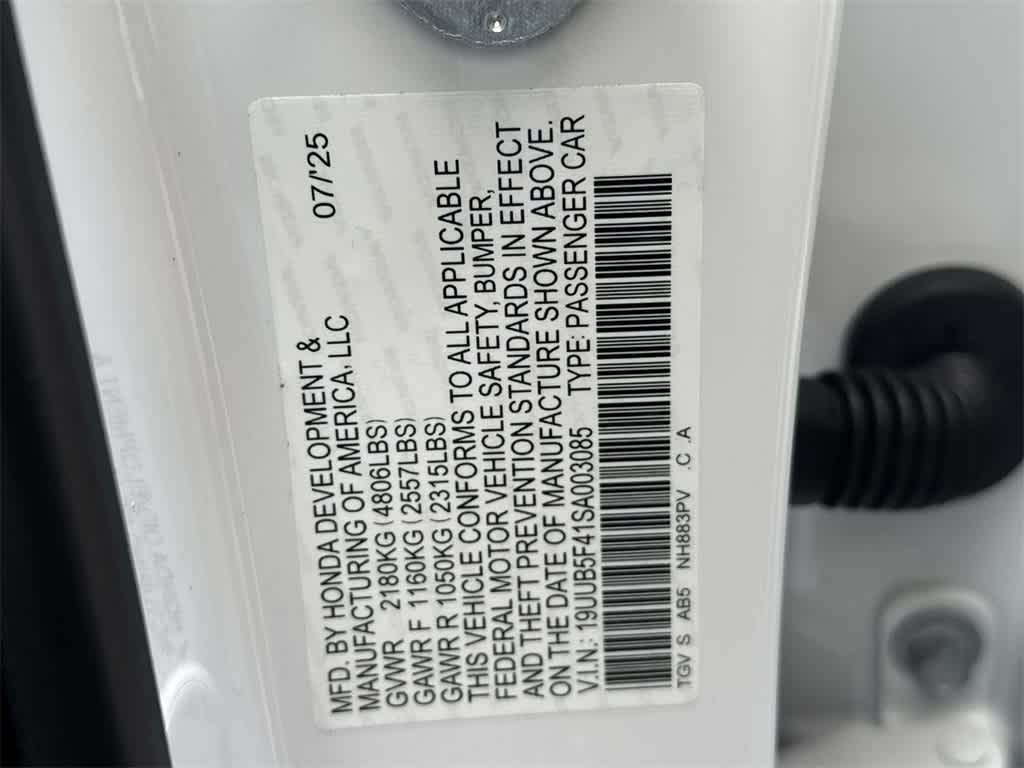 MFD. BY HONDA DEVELOPMENT & 07/'25
MANUFACTURING OF AMERICA, LLC
GVWR 2180KG (4806LBS)
GAWR F 1160KG (2557LBS)
GAWR R 1050KG (2315LBS)
THIS VEHICLE CONFORMS TO ALL APPLICABLE
FEDERAL MOTOR VEHICLE SAFETY, BUMPER,
AND THEFT PREVENTION STANDARDS IN EFFECT
ON THE DATE OF MANUFACTURE SHOWN ABOVE.
V.I.N.: 19UUB5F41SA003085 TYPE: PASSENGER CAR
TGV S AB5 NH883PV .C .A